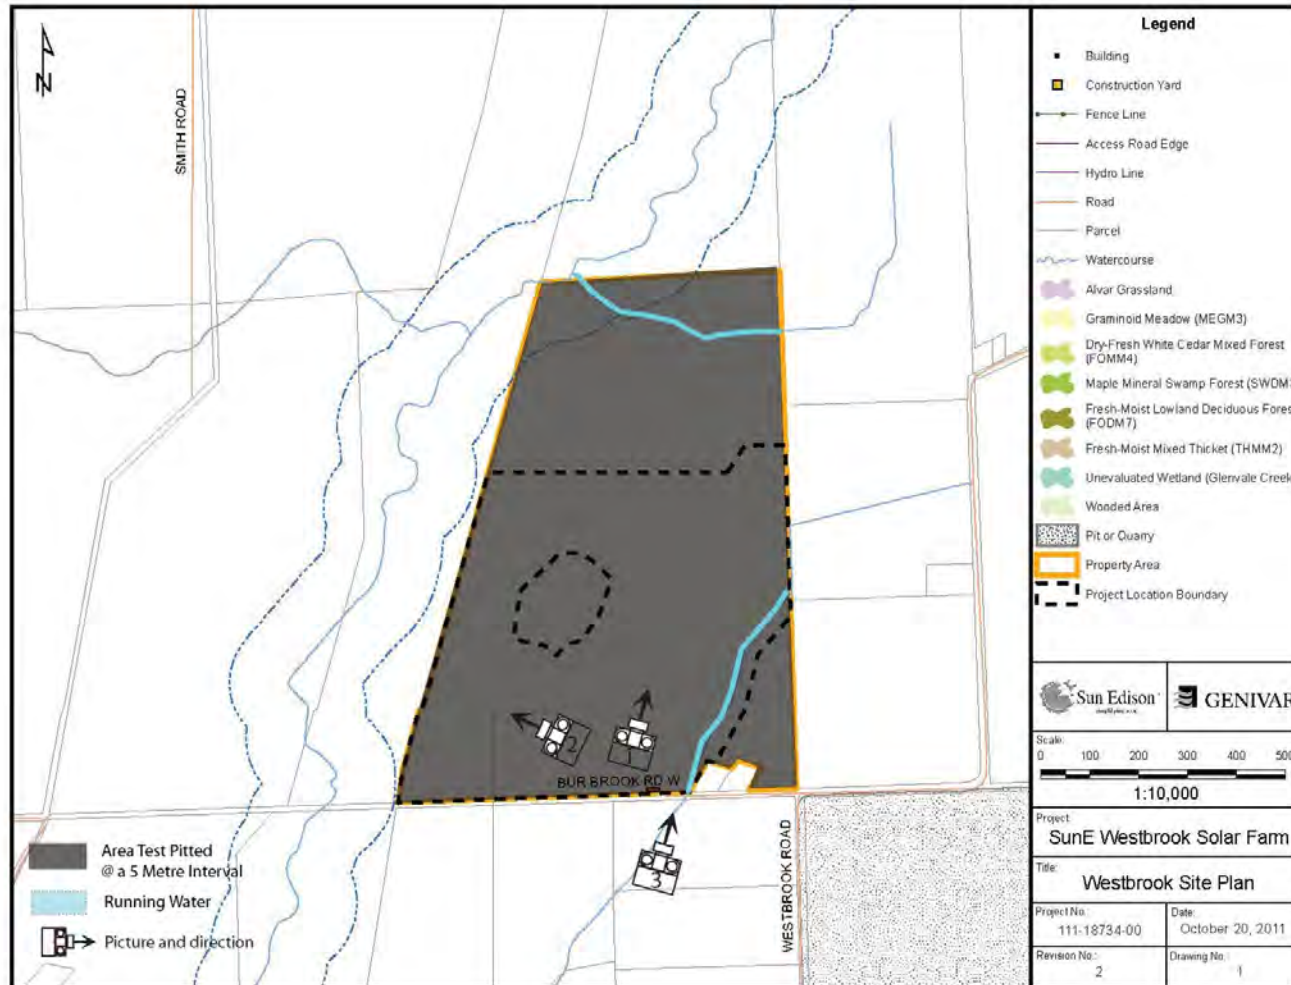 N
SMITH ROAD
BUR BROOK RD W
WESTBROOK ROAD
1
2
3
Area Test Pitted
@ a 5 Metre Interval
Running Water
Picture and direction
Legend
Building
Construction Yard
Fence Line
Access Road Edge
Hydro Line
Road
Parcel
Watercourse
Alvar Grassland
Graminoid Meadow (MEGM3)
Dry-Fresh White Cedar Mixed Forest
(FOMM4)
Maple Mineral Swamp Forest (SWDM3
Fresh-Moist Lowland Deciduous Fores
(FODM7)
Fresh-Moist Mixed Thicket (THMM2)
Unevaluated Wetland (Glenvale Creek
Wooded Area
Pit or Quarry
Property Area
Project Location Boundary
Sun Edison
GENIVAR
Scale:
0 100 200 300 400 500
1:10,000
Project:
SunE Westbrook Solar Farm
Title:
Westbrook Site Plan
Project No.:
111-18734-00
Date:
October 20, 2011
Revision No.:
2
Drawing No.:
1